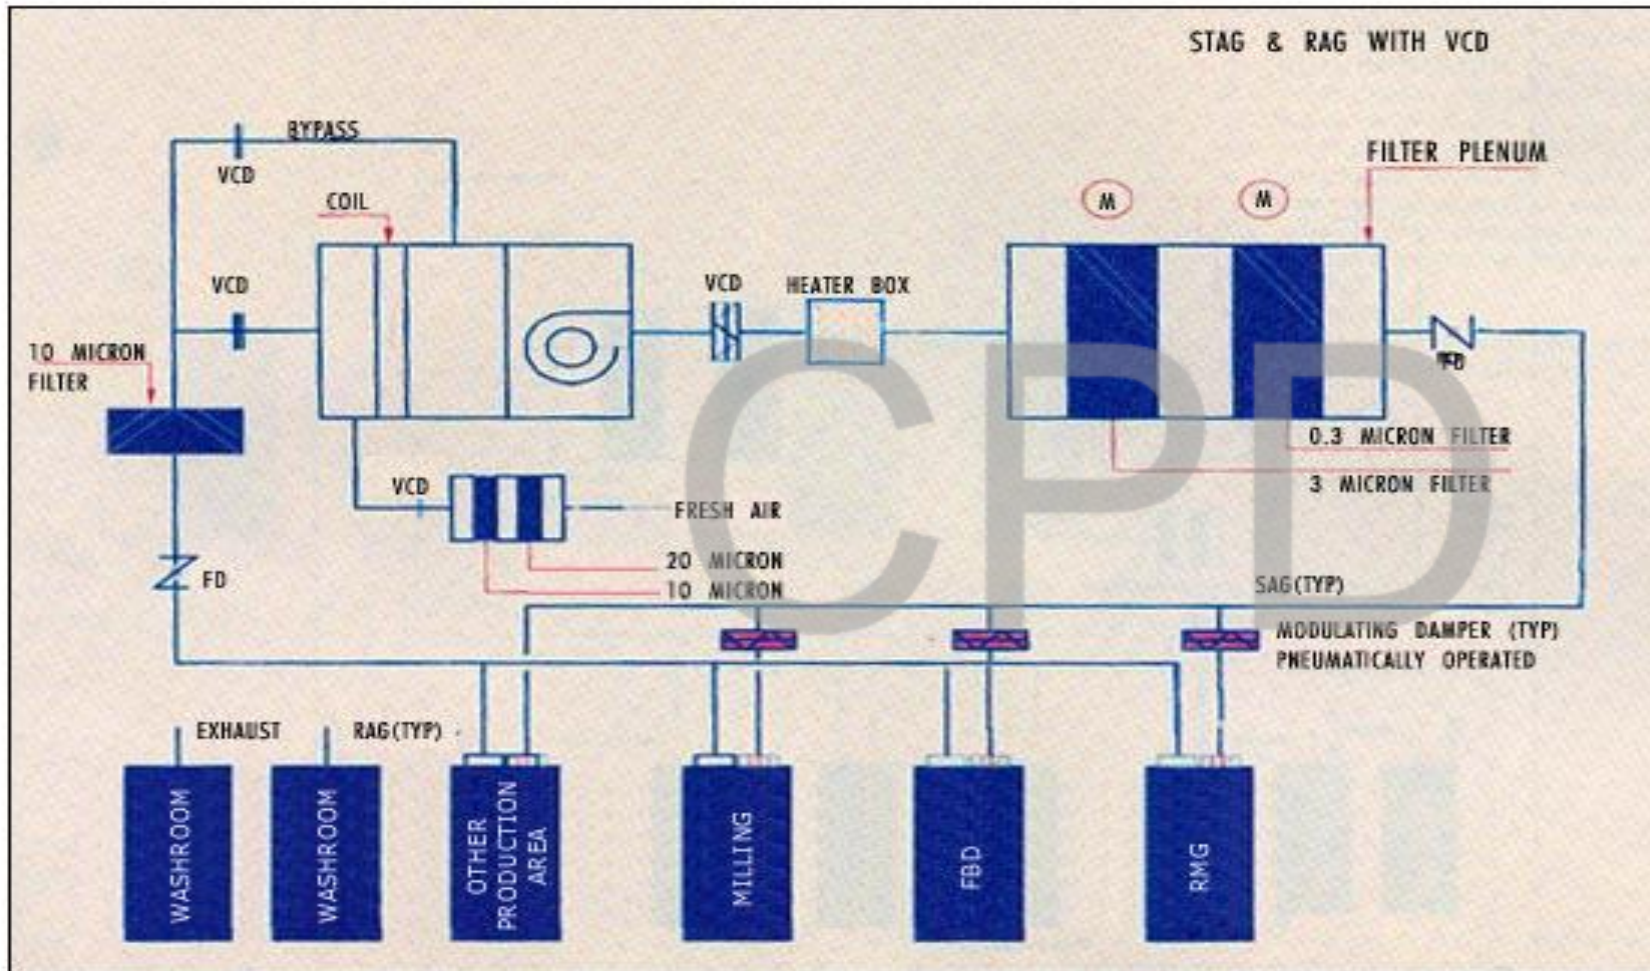 STAG & RAG WITH VCD
BYPASS
VCD
FILTER PLENUM
COIL
M
M
VCD
VCD
HEATER BOX
10 MICRON
FILTER
FD
0.3 MICRON FILTER
3 MICRON FILTER
VCD
FRESH AIR
20 MICRON
10 MICRON
FD
SAG(TYP)
MODULATING DAMPER (TYP)
PNEUMATICALLY OPERATED
EXHAUST
RAG(TYP)
WASHROOM
WASHROOM
OTHER
PRODUCTION
AREA
MILLING
FBD
RMG
CPD